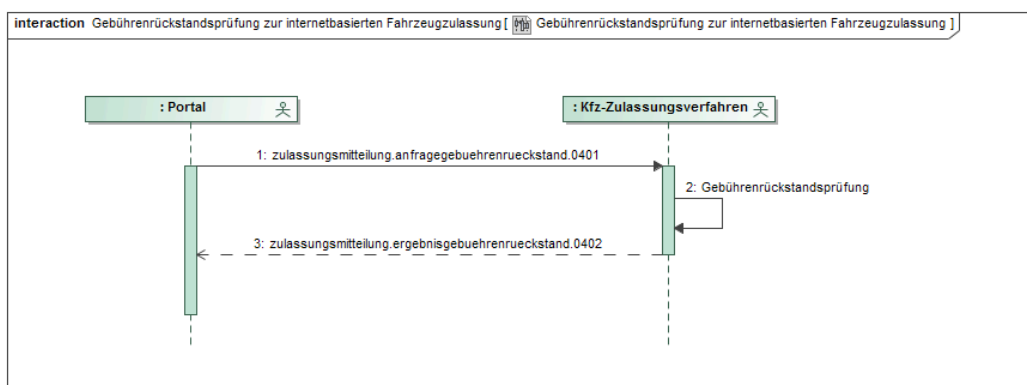 interaction Gebührenrückstandsprüfung zur internetbasierten Fahrzeugzulassung [ Gebührenrückstandsprüfung zur internetbasierten Fahrzeugzulassung ]
: Portal
: Kfz-Zulassungsverfahren
1: zulassungsmitteilung.anfragegebuehrenrueckstand.0401
2: Gebührenrückstandsprüfung
3: zulassungsmitteilung.ergebnisgebuehrenrueckstand.0402